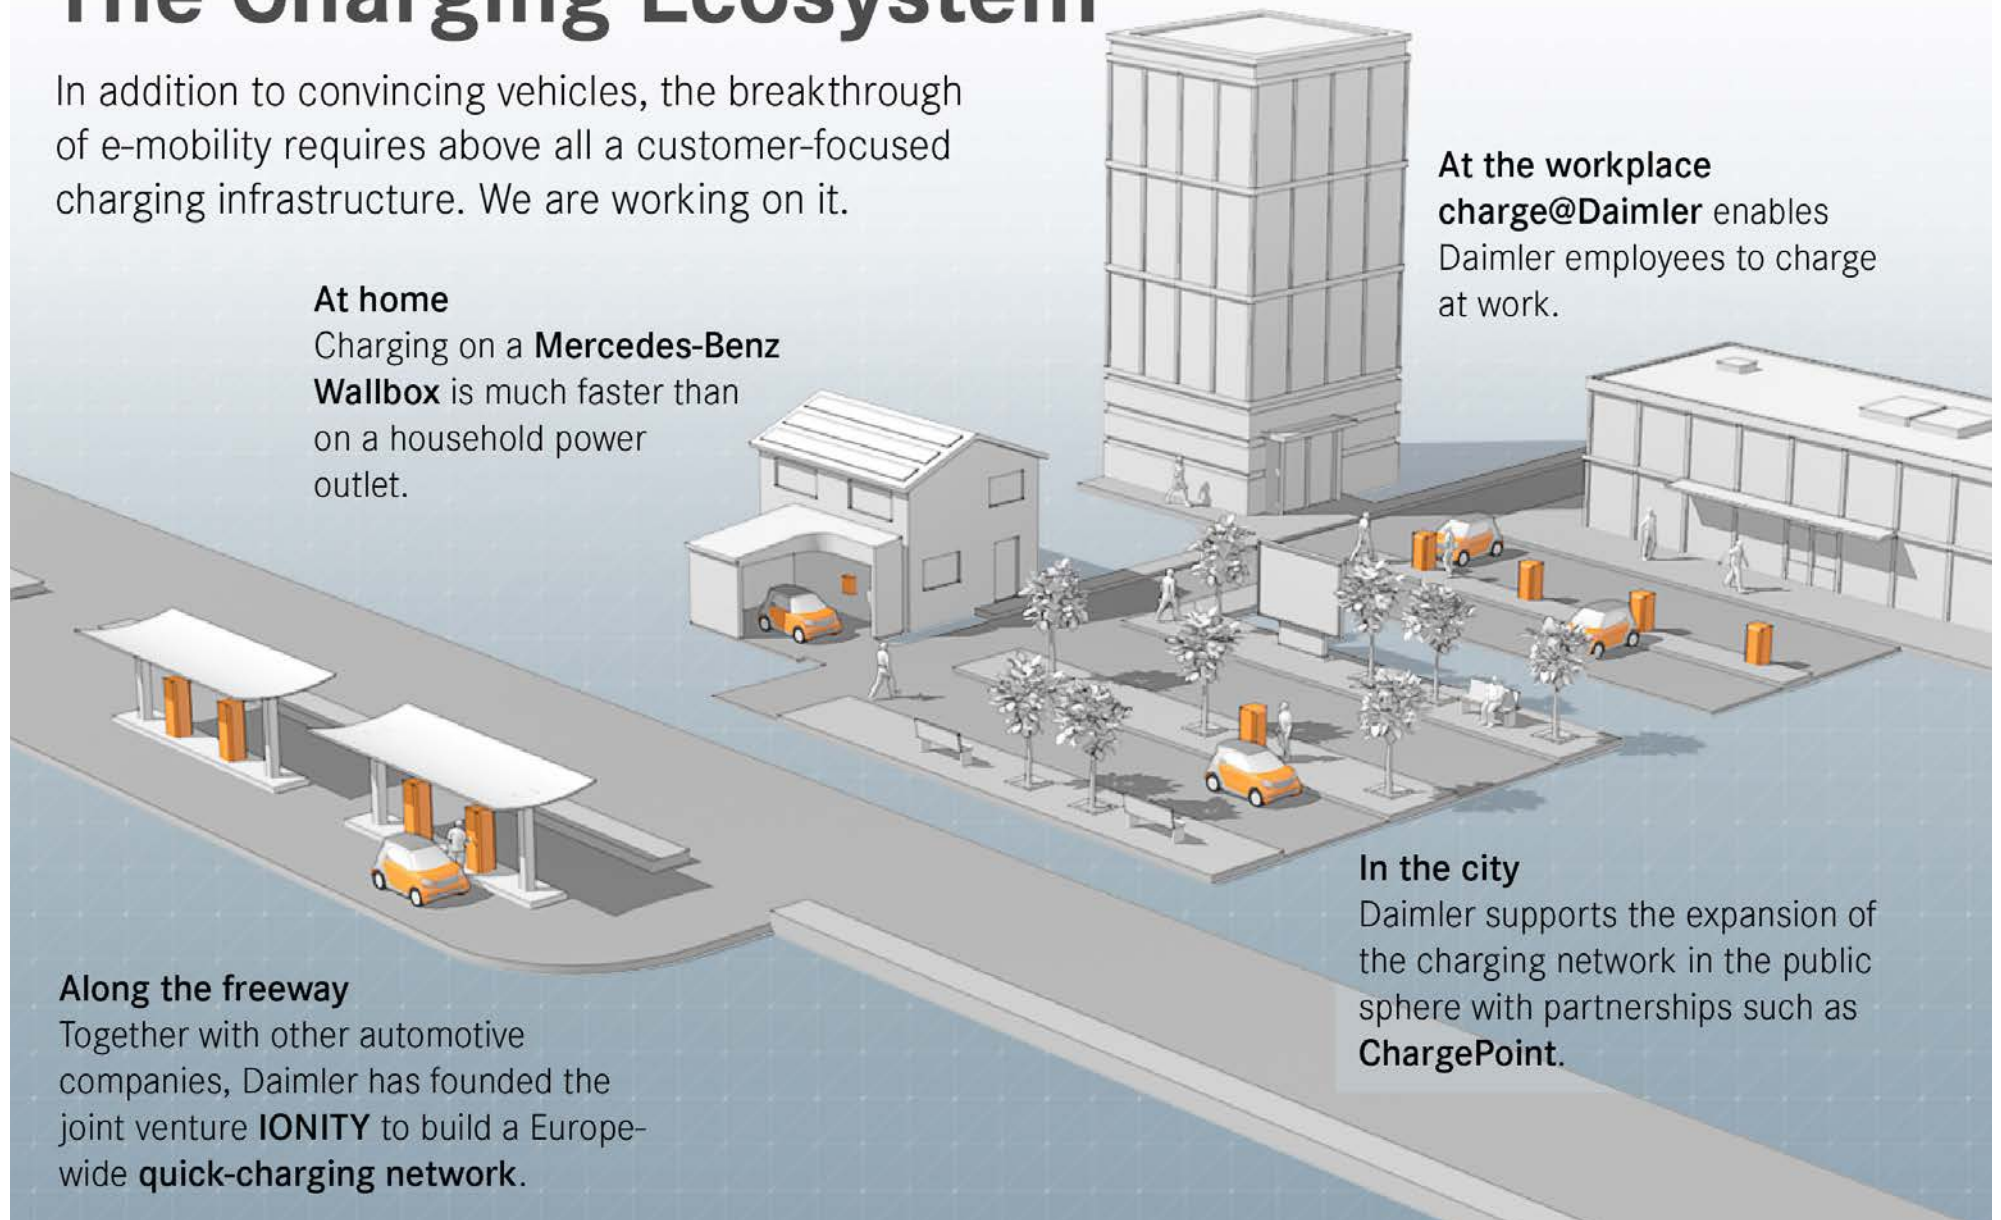 The Charging Ecosystem
In addition to convincing vehicles, the breakthrough
of e-mobility requires above all a customer-focused
charging infrastructure. We are working on it.
At home
Charging on a Mercedes-Benz
Wallbox is much faster than
on a household power
outlet.
At the workplace
charge@Daimler enables
Daimler employees to charge
at work.
In the city
Daimler supports the expansion of
the charging network in the public
sphere with partnerships such as
ChargePoint.
Along the freeway
Together with other automotive
companies, Daimler has founded the
joint venture IONITY to build a Europe-
wide quick-charging network.